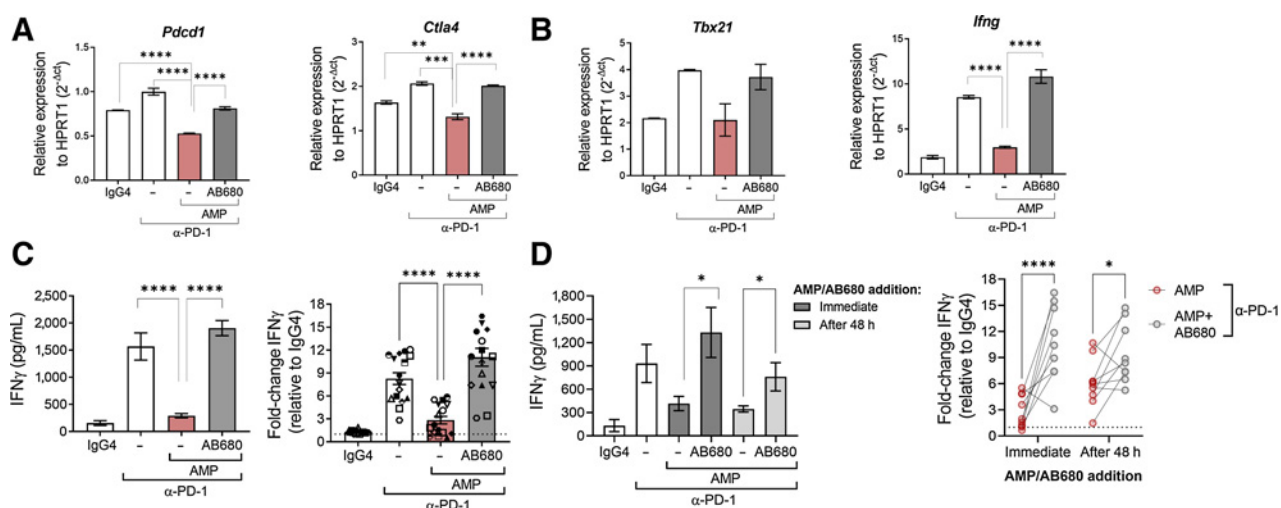 A
Pdcd1
Relative expression
to HPRT1 (2-Δct)
1.5
1.0
0.5
0.0
****
****
****
IgG4
-
-
AB680
AMP
α-PD-1
Ctla4
Relative expression
to HPRT1 (2-Δct)
3
2
1
0
**
***
****
IgG4
-
-
AB680
AMP
α-PD-1
B
Tbx21
Relative expression
to HPRT1 (2-Δct)
6
4
2
0
IgG4
-
-
AB680
AMP
α-PD-1
Ifng
Relative expression
to HPRT1 (2-Δct)
15
10
5
0
****
****
IgG4
-
-
AB680
AMP
α-PD-1
C
IFNγ (pg/mL)
2,500
2,000
1,500
1,000
500
0
****
****
IgG4
-
-
AB680
AMP
α-PD-1
Fold-change IFNγ
(relative to IgG4)
18
15
12
9
6
3
0
****
****
IgG4
-
-
AB680
AMP
α-PD-1
D
IFNγ (pg/mL)
1,800
1,500
1,200
900
600
300
0
*
*
IgG4
-
-
AB680
-
AB680
AMP
α-PD-1
AMP/AB680 addition:
Immediate
After 48 h
Fold-change IFNγ
(relative to IgG4)
18
15
12
9
6
3
0
****
*
Immediate
After 48 h
AMP/AB680 addition
AMP
AMP+
AB680
α-PD-1